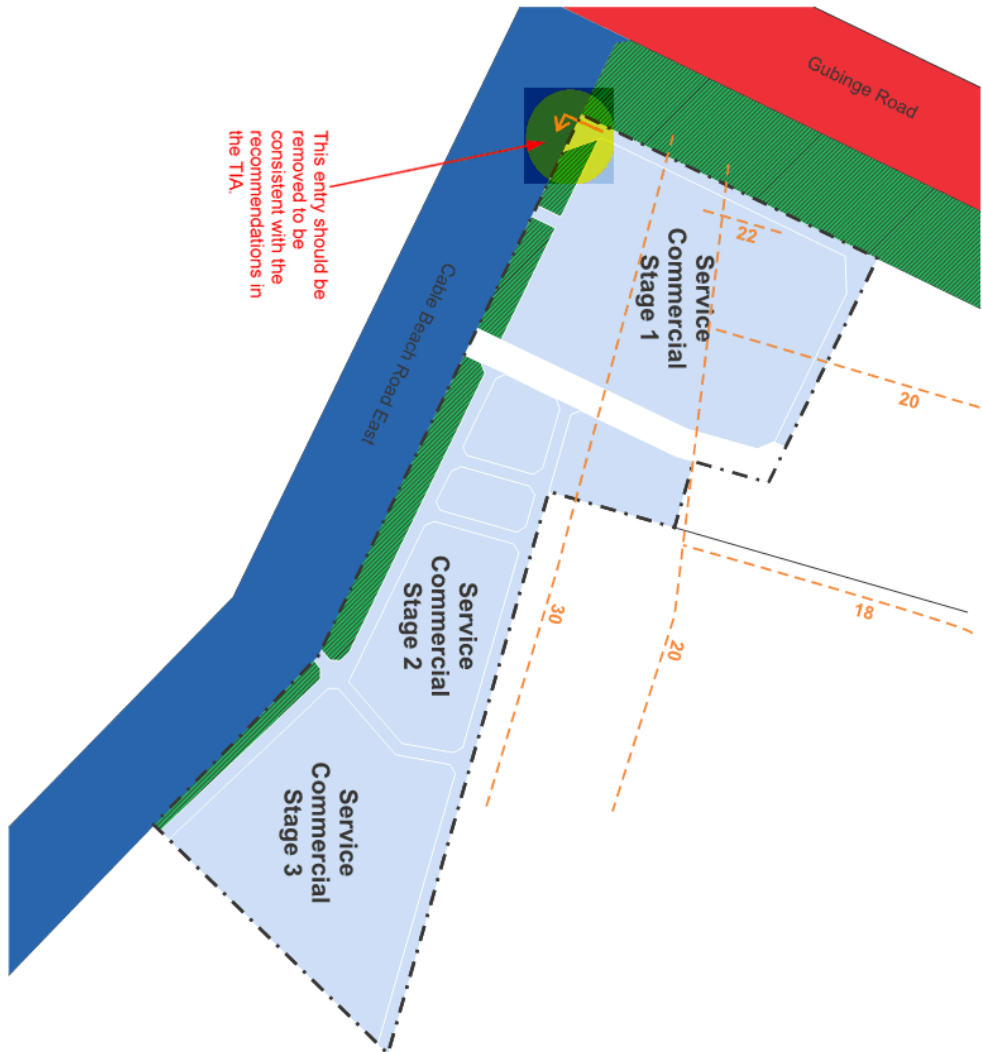 Gubinge Road
This entry should be
removed to be
consistent with the
recommendations in
the TIA.
22
Service
Commercial
Stage 1
Cable Beach Road East
20
Service
Commercial
Stage 2
30
20
18
Service
Commercial
Stage 3